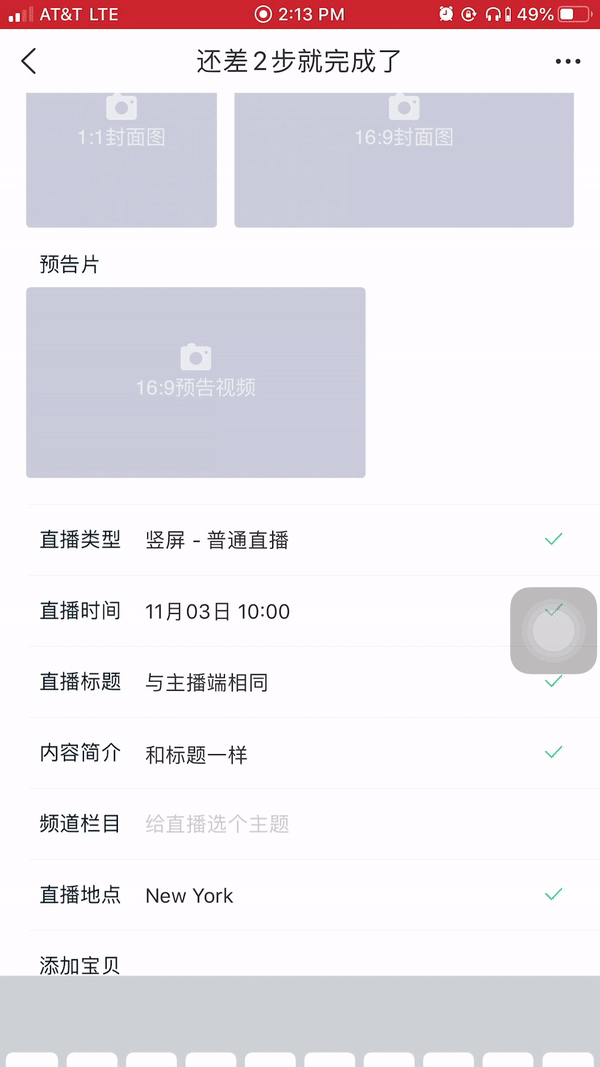 AT&T LTE 2:13 PM 49%
还差2步就完成了
1:1封面图 16:9封面图
预告片
16:9预告视频
直播类型 竖屏 - 普通直播
直播时间 11月03日 10:00
直播标题 与主播端相同
内容简介 和标题一样
频道栏目 给直播选个主题
直播地点 New York
添加宝贝